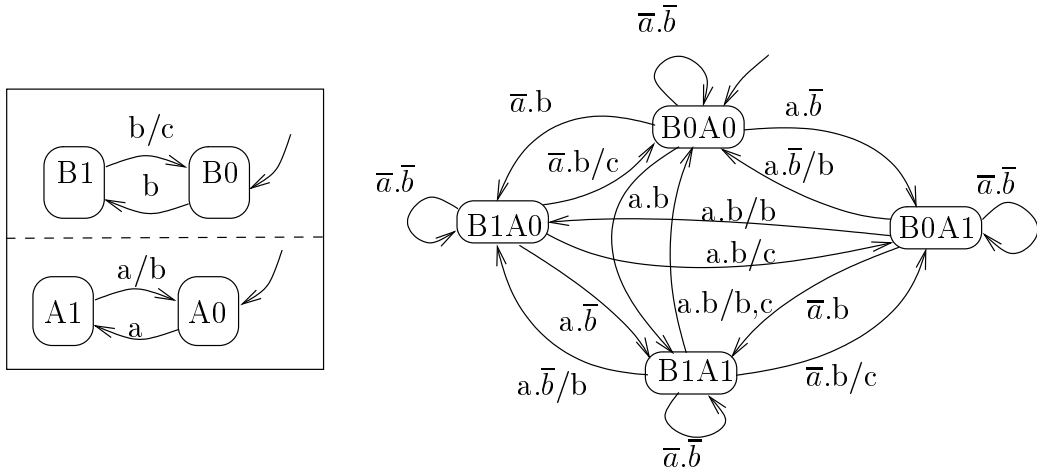 b/c
B1
B0
b
a/b
A1
A0
a
a̅.b̅
a̅.b
B0A0
a.b̅
a̅.b/c
a.b̅/b
a̅.b̅
a.b
a̅.b̅
B1A0
a.b/b
B0A1
a.b/c
a.b̅
a.b/b,c
a̅.b
B1A1
a.b̅/b
a̅.b/c
a̅.b̅